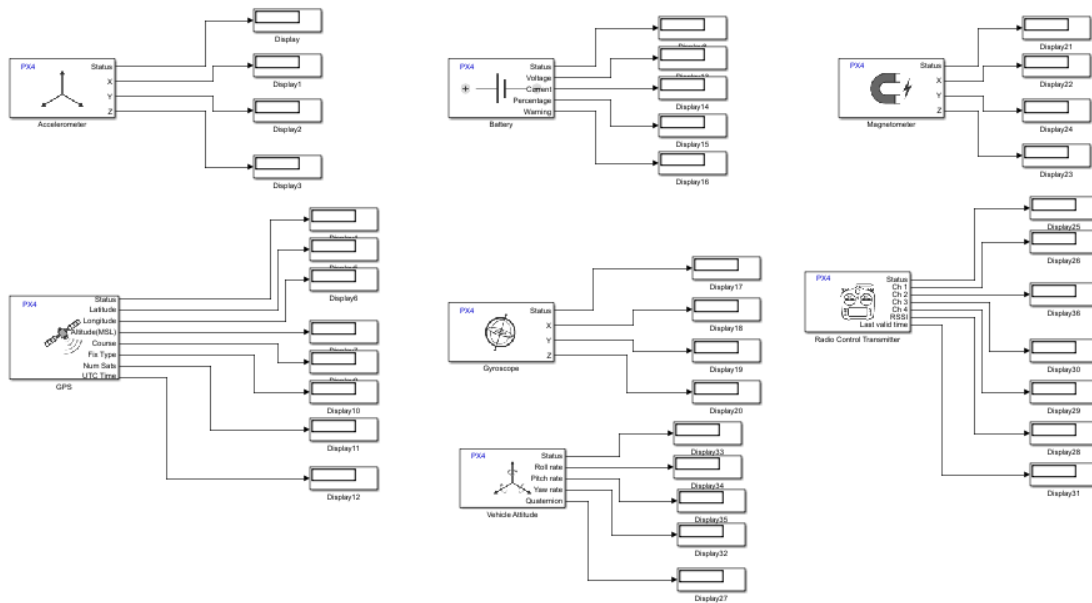 PX4
Status
X
Y
Z
Accelerometer
Display
Display1
Display2
Display3
PX4
Status
Voltage
Current
Percentage
Warning
Battery
Display14
Display15
Display16
PX4
Status
X
Y
Z
Magnetometer
Display21
Display22
Display24
Display23
PX4
Status
Latitude
Longitude
Altitude(MSL)
Course
Fix Type
Num Sats
UTC Time
GPS
Display6
Display10
Display11
Display12
PX4
Status
X
Y
Z
Gyroscope
Display17
Display18
Display19
Display20
PX4
Status
Ch 1
Ch 2
Ch 3
Ch 4
RSSI
Last valid time
Radio Control Transmitter
Display25
Display26
Display36
Display30
Display29
Display28
Display31
PX4
Status
Roll rate
Pitch rate
Yaw rate
Quaternion
Vehicle Attitude
Display33
Display34
Display35
Display32
Display27